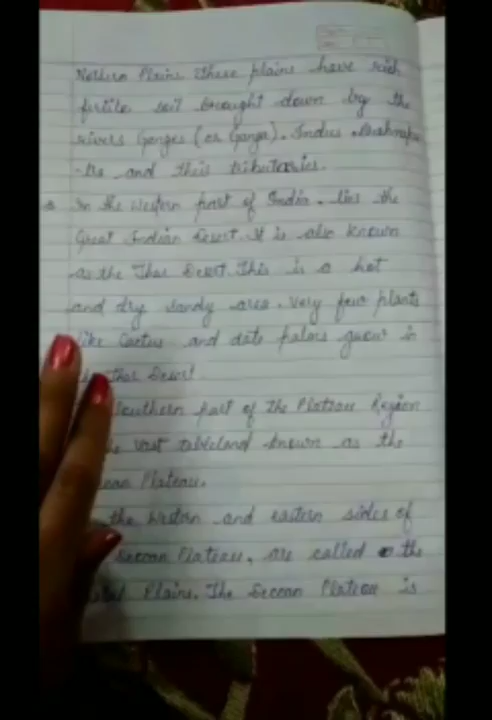 Northern Plains. These plains have rich
fertile soil brought down by the
rivers Ganges (or Ganga). Indus
and their tributaries.
In the Western part of India. lies the
Great Indian Desert. It is also known
as the Thar Desert. This is a hot
and dry sandy area. Very few plants
like Cactus and date palms grow in
Thar Desert
Southern part of the Plateau Region
vast tableland known as the
Plateau.
the Western and eastern sides of
Deccan Plateau, are called the
Plains. The Deccan Plateau is